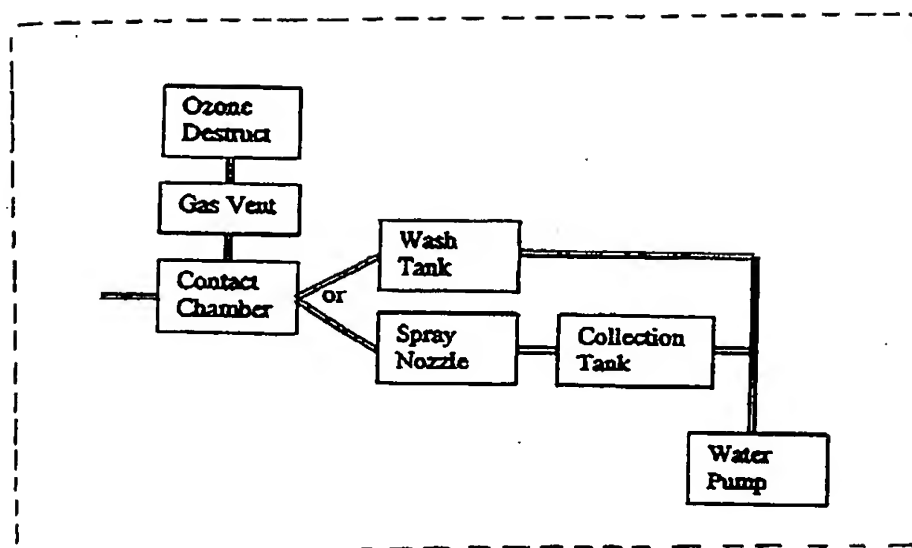 Ozone
Destruct
Gas Vent
Contact
Chamber
or
Wash
Tank
Spray
Nozzle
Collection
Tank
Water
Pump